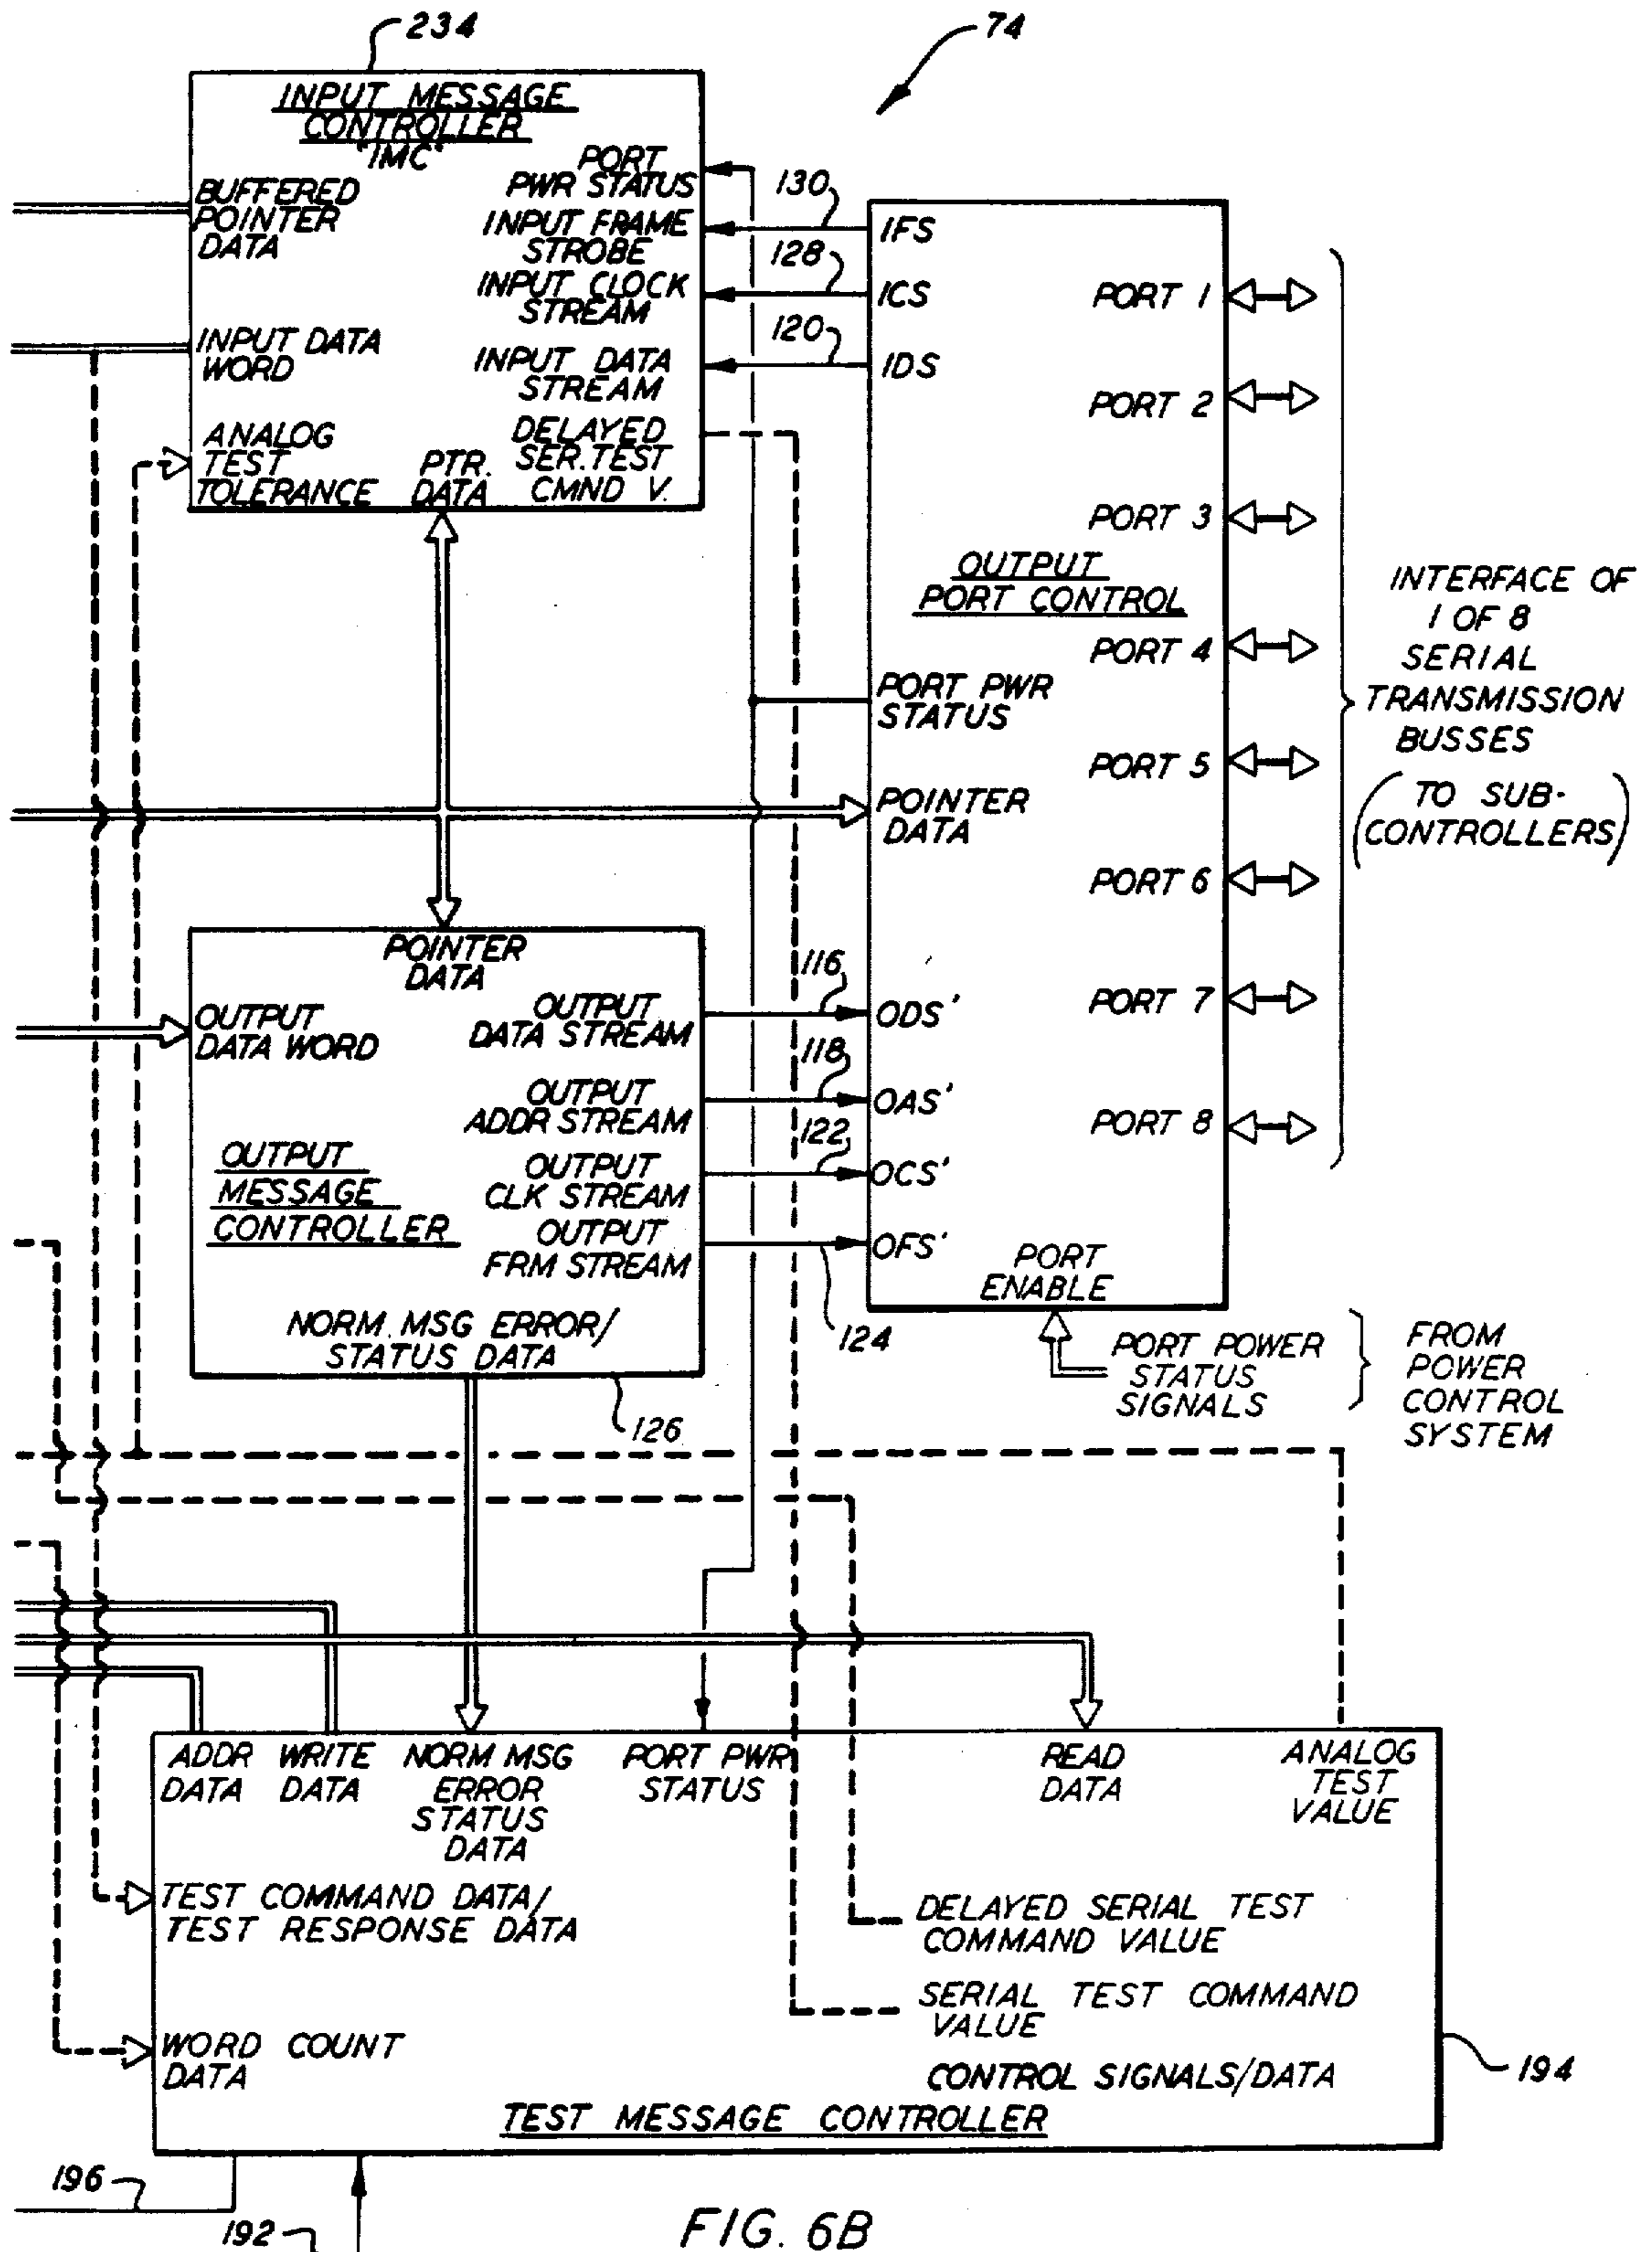 234
74
INPUT MESSAGE
CONTROLLER
"IMC"
PORT
PWR STATUS
BUFFERED
POINTER
DATA
INPUT FRAME
STROBE
INPUT CLOCK
STREAM
INPUT DATA
WORD
INPUT DATA
STREAM
ANALOG
TEST
TOLERANCE
PTR.
DATA
DELAYED
SER. TEST
CMND V.
130
128
120
IFS
ICS
IDS
PORT 1
PORT 2
PORT 3
OUTPUT
PORT CONTROL
PORT 4
PORT PWR
STATUS
PORT 5
POINTER
DATA
PORT 6
PORT 7
PORT 8
INTERFACE OF
1 OF 8
SERIAL
TRANSMISSION
BUSSES
(TO SUB-
CONTROLLERS)
POINTER
DATA
OUTPUT
DATA WORD
OUTPUT
DATA STREAM
OUTPUT
ADDR STREAM
OUTPUT
MESSAGE
CONTROLLER
OUTPUT
CLK STREAM
OUTPUT
FRM STREAM
NORM. MSG ERROR/
STATUS DATA
116
118
122
124
126
ODS'
OAS'
OCS'
OFS'
PORT
ENABLE
PORT POWER
STATUS
SIGNALS
FROM
POWER
CONTROL
SYSTEM
ADDR
DATA
WRITE
DATA
NORM MSG
ERROR
STATUS
DATA
PORT PWR
STATUS
READ
DATA
ANALOG
TEST
VALUE
TEST COMMAND DATA/
TEST RESPONSE DATA
DELAYED SERIAL TEST
COMMAND VALUE
SERIAL TEST COMMAND
VALUE
WORD COUNT
DATA
CONTROL SIGNALS/DATA
TEST MESSAGE CONTROLLER
194
196
192
FIG. 6B